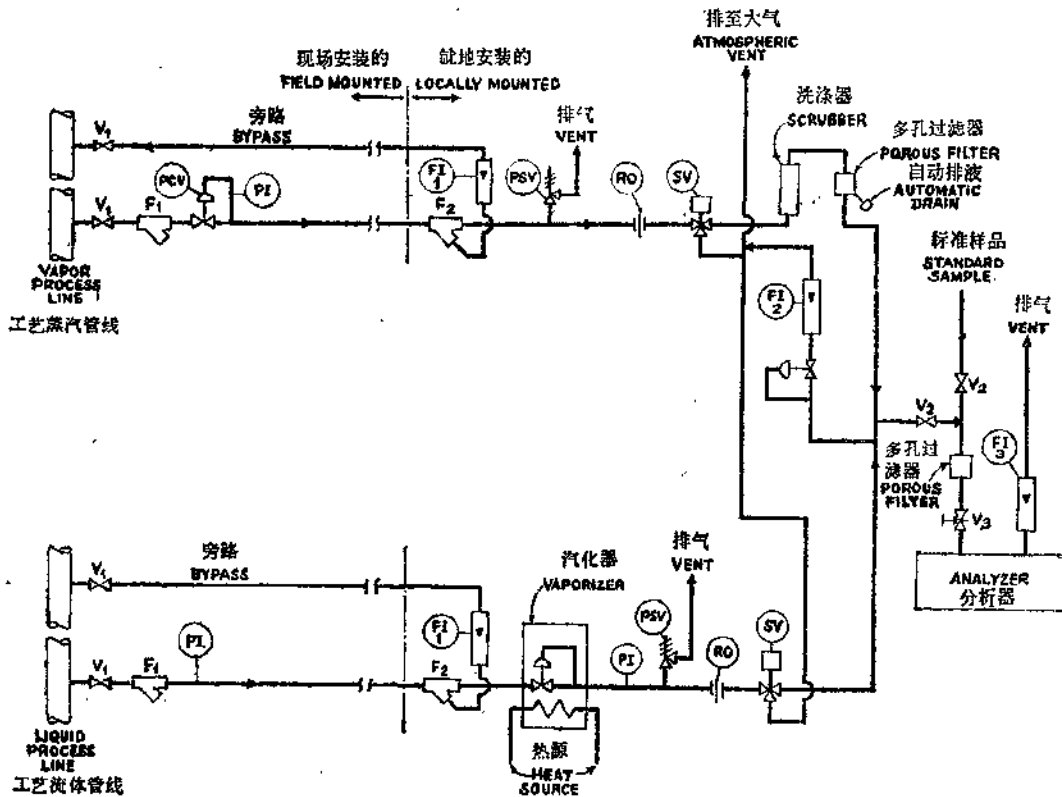 排至大气
ATMOSPHERIC
VENT
现场安装的
FIELD MOUNTED
就地安装的
LOCALLY MOUNTED
洗涤器
SCRUBBER
多孔过滤器
POROUS FILTER
自动排液
AUTOMATIC
DRAIN
旁路
BYPASS
排气
VENT
V1
PCV
PI
FI
1
PSV
RO
SV
V1
F1
F2
VAPOR
PROCESS
LINE
工艺蒸汽管线
标准样品
STANDARD
SAMPLE
排气
VENT
FI
2
V2
V2
多孔过
滤器
POROUS
FILTER
FI
3
V3
ANALYZER
分析器
旁路
BYPASS
汽化器
VAPORIZER
排气
VENT
V1
PI
FI
1
PSV
SV
V1
F1
F2
PI
RO
LIQUID
PROCESS
LINE
工艺流体管线
热源
HEAT
SOURCE